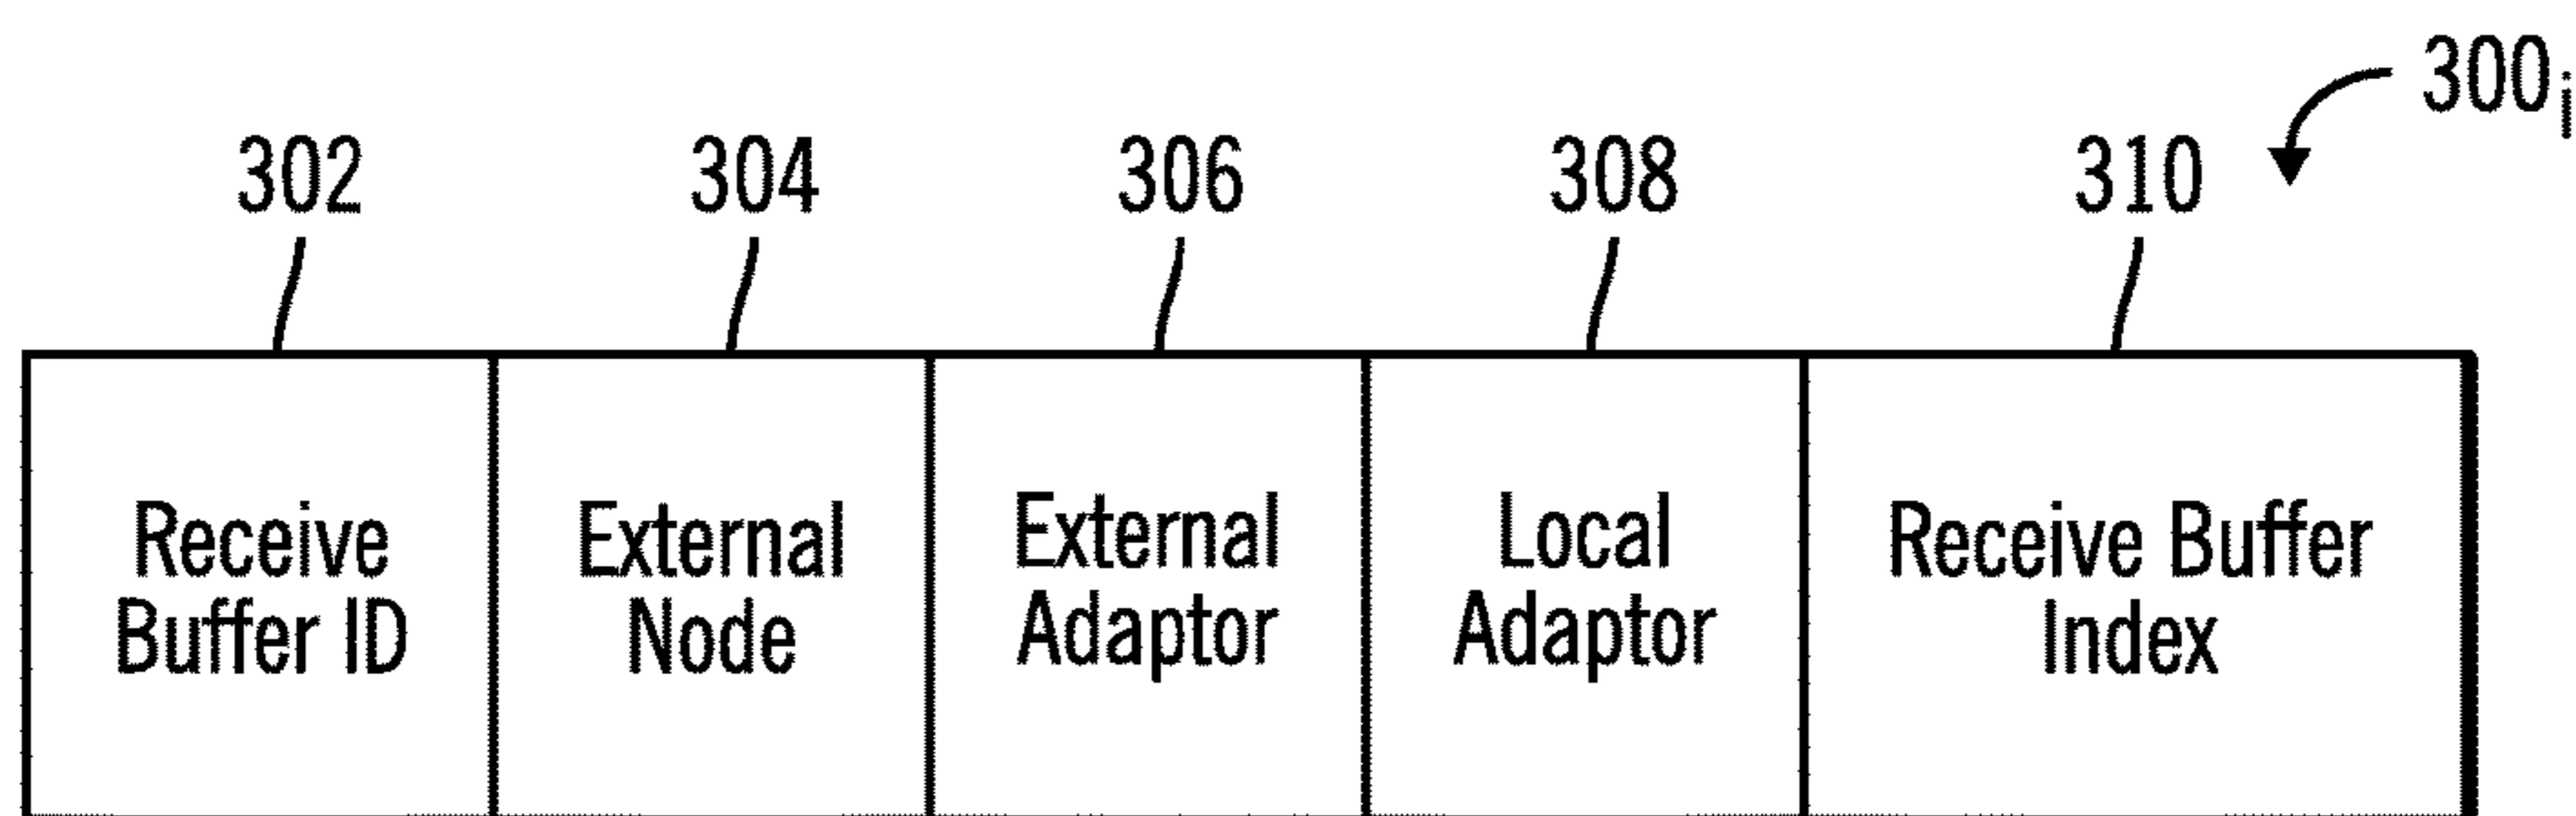 300i
302 304 306 308 310
Receive External External Local Receive Buffer
Buffer ID Node Adaptor Adaptor Index